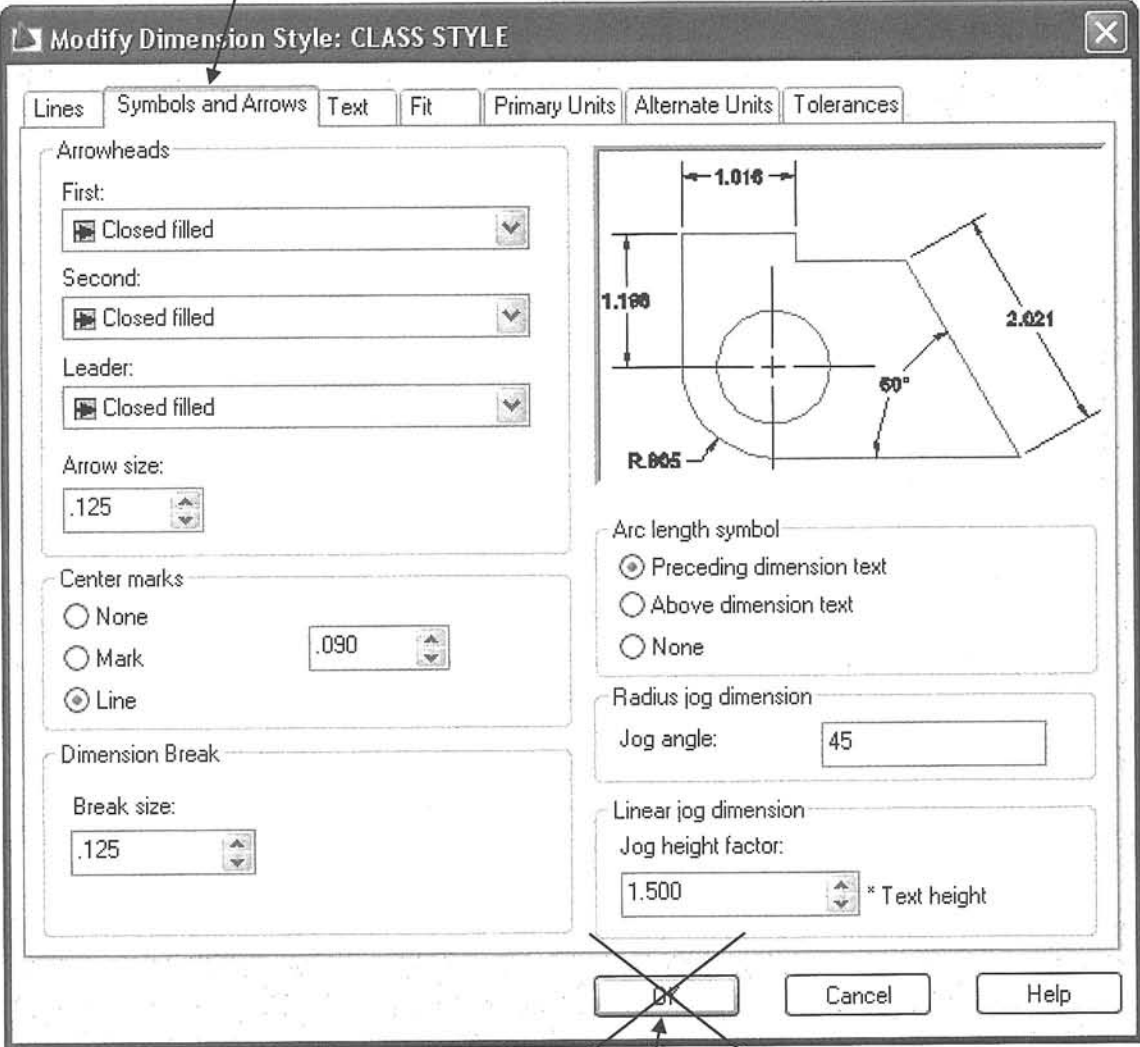 Modify Dimension Style: CLASS STYLE
Lines Symbols and Arrows Text Fit Primary Units Alternate Units Tolerances
Arrowheads
First:
Closed filled
Second:
Closed filled
Leader:
Closed filled
Arrow size:
.125
Center marks
None
Mark
.090
Line
Dimension Break
Break size:
.125
1.016
2.021
60°
Arc length symbol
Preceding dimension text
Above dimension text
None
Radius jog dimension
Jog angle:
45
Linear jog dimension
Jog height factor:
1.500
* Text height
OK
Cancel
Help